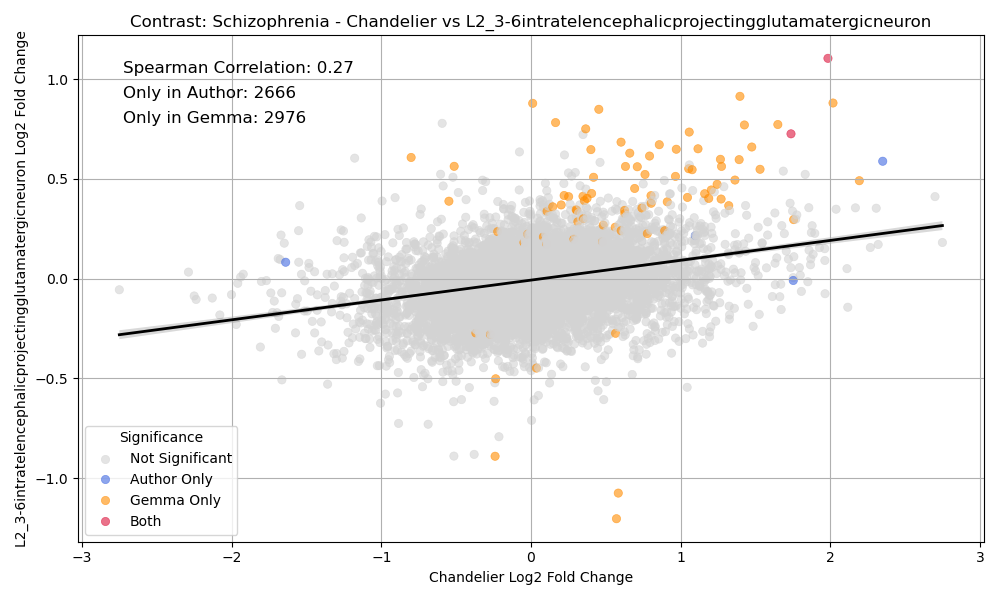 Contrast: Schizophrenia - Chandelier vs L2_3-6intratelencephalicprojectingglutamatergicneuron
Spearman Correlation: 0.27
Only in Author: 2666
Only in Gemma: 2976
L2_3-6intratelencephalicprojectingglutamatergicneuron Log2 Fold Change
1.0
0.5
0.0
−0.5
−1.0
Significance
Not Significant
Author Only
Gemma Only
Both
−3 −2 −1 0 1 2 3
Chandelier Log2 Fold Change